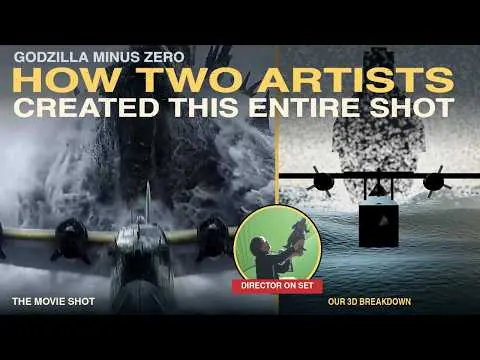 GODZILLA MINUS ZERO
HOW TWO ARTISTS
CREATED THIS ENTIRE SHOT
DIRECTOR ON SET
THE MOVIE SHOT
OUR 3D BREAKDOWN